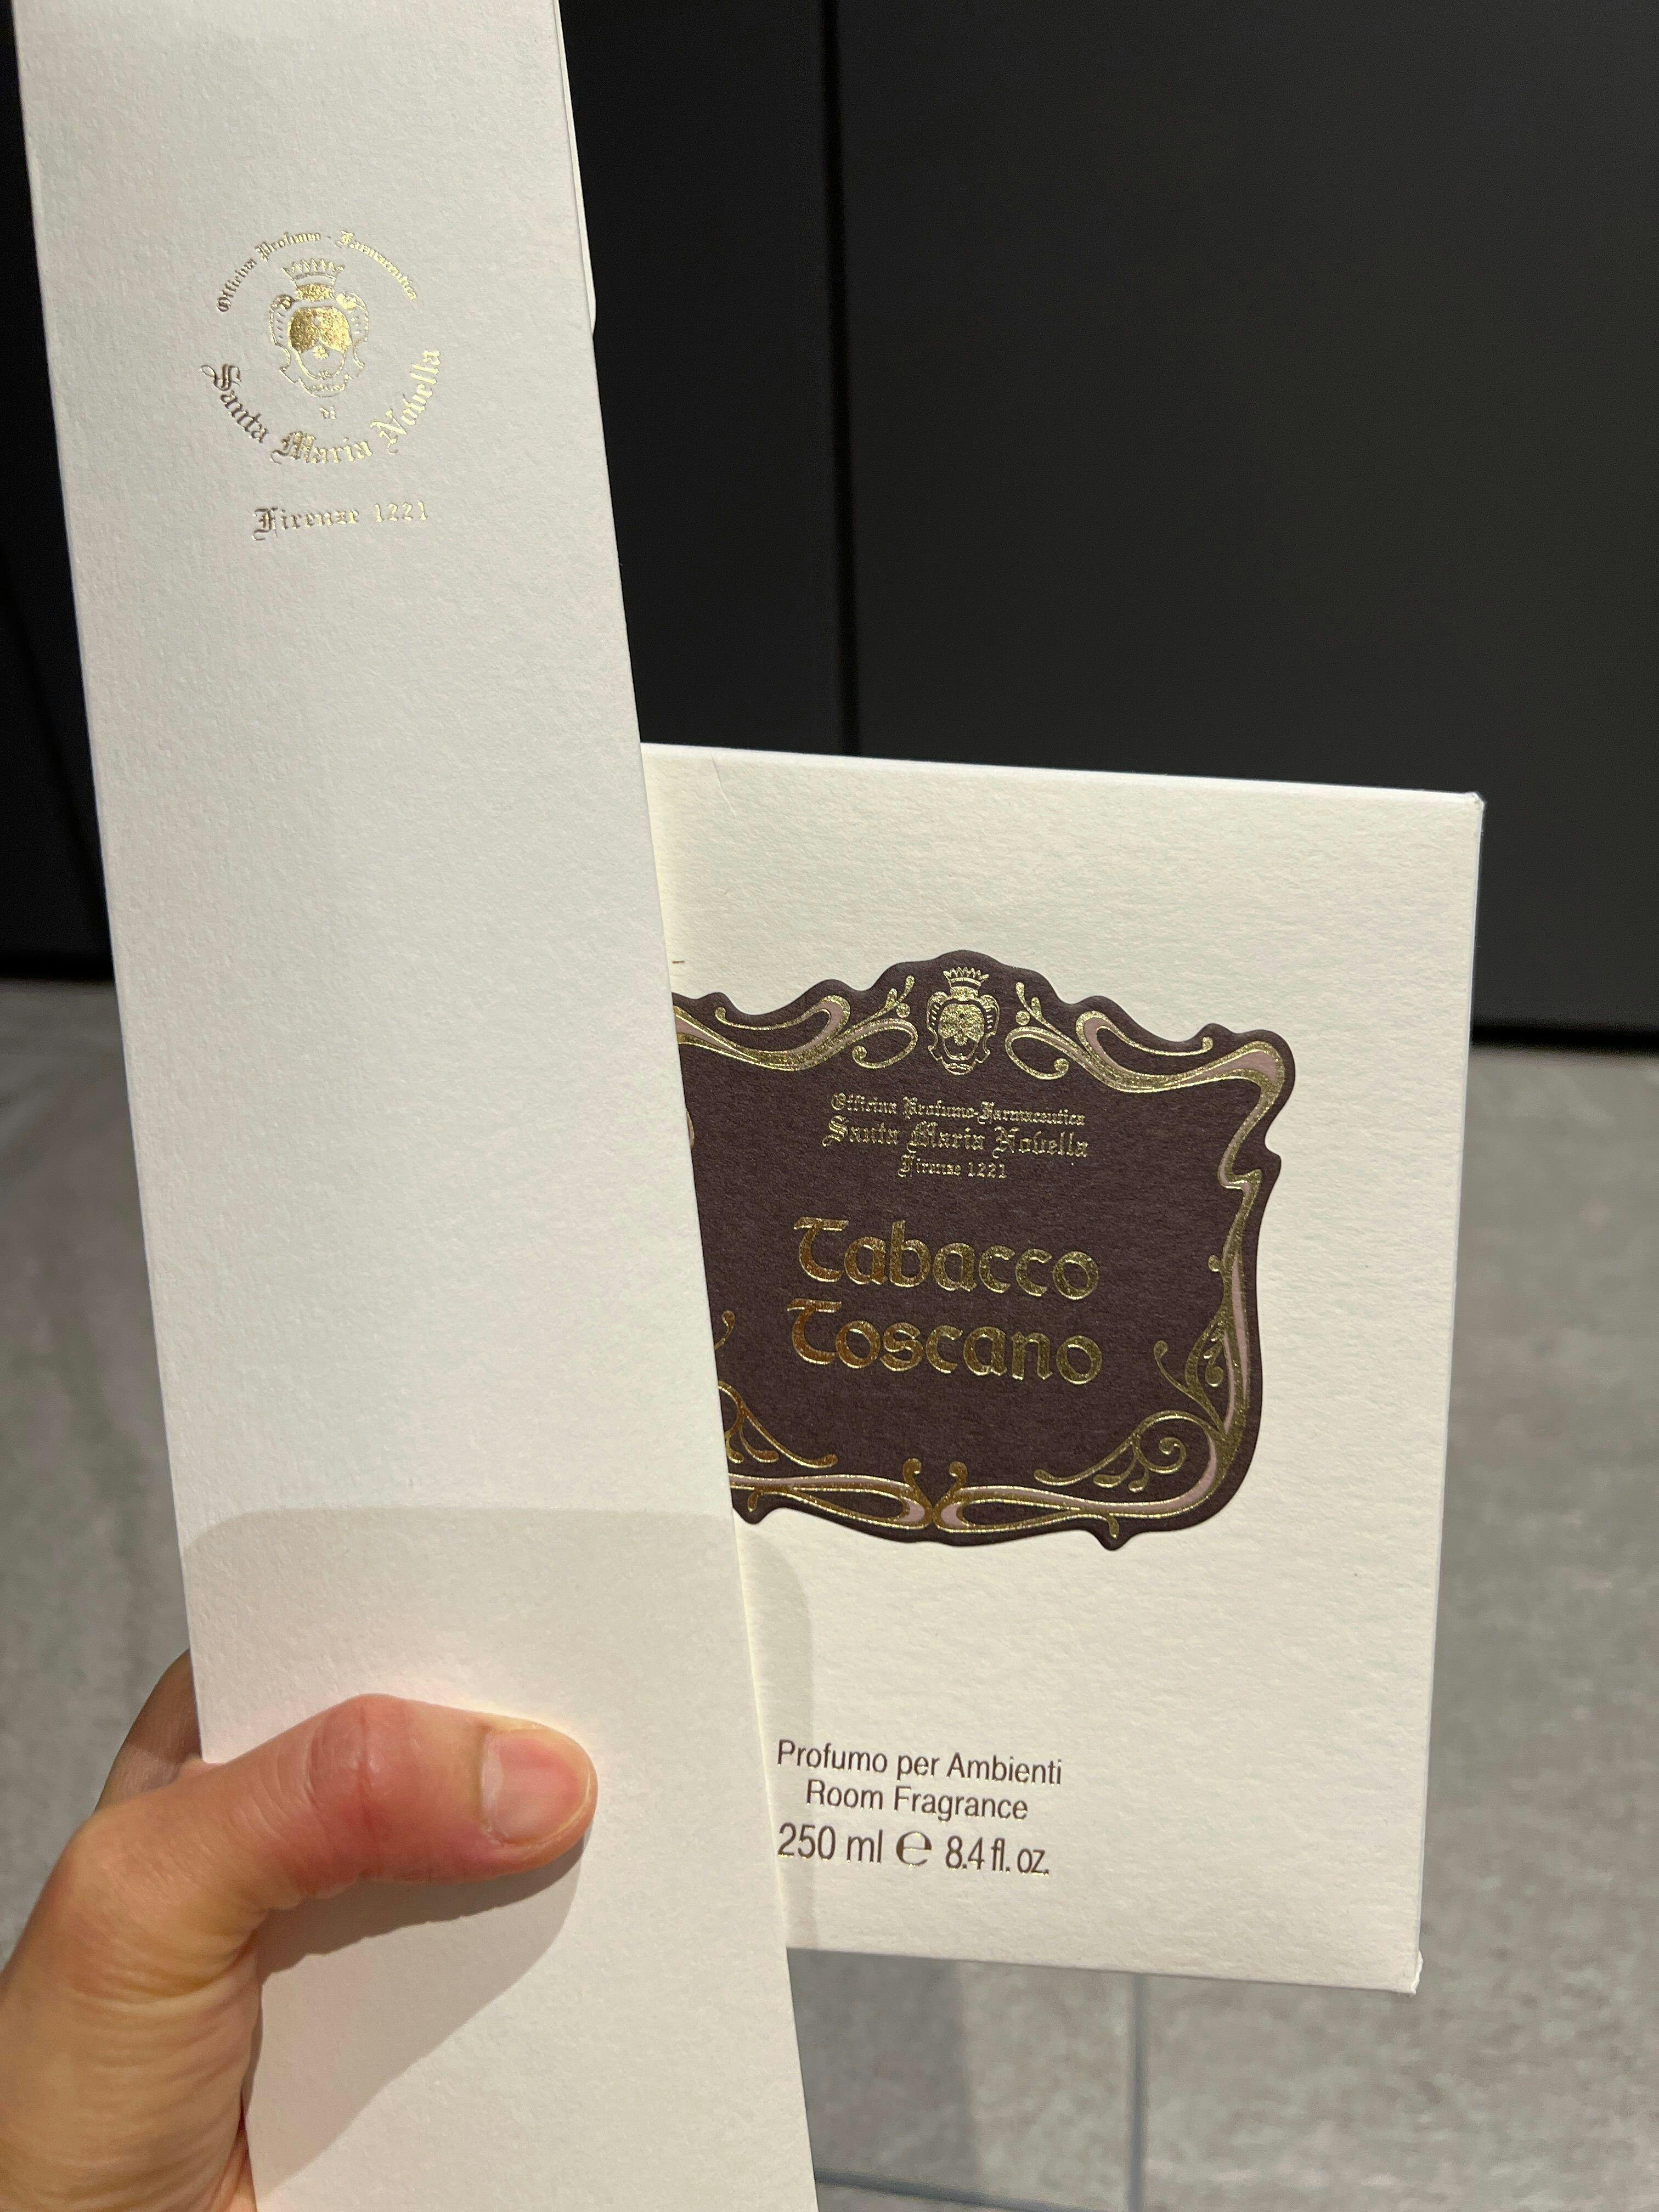 Officina Profumo - Farmaceutica
di
Santa Maria Novella
Firenze 1221
Officina Profumo-Farmaceutica
Santa Maria Novella
Firenze 1221
Tabacco
Toscano
Profumo per Ambienti
Room Fragrance
250 ml ℮ 8.4 fl. oz.